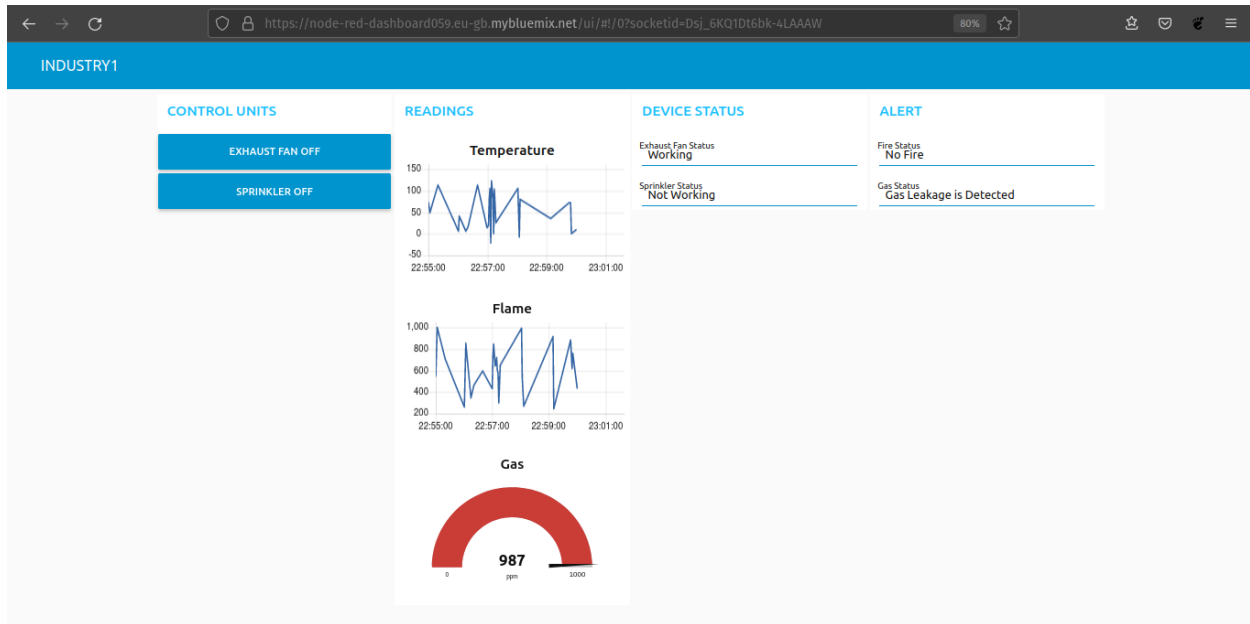 https://node-red-dashboard059.eu-gb.mybluemix.net/ui/#!/0?socketid=Dsj_6KQ1Dt6bk-4LAAAW
80%
INDUSTRY1
CONTROL UNITS
EXHAUST FAN OFF
SPRINKLER OFF
READINGS
Temperature
150
100
50
0
-50
22:55:00 22:57:00 22:59:00 23:01:00
Flame
1,000
800
600
400
200
22:55:00 22:57:00 22:59:00 23:01:00
Gas
987
ppm
0 1000
DEVICE STATUS
Exhaust Fan Status
Working
Sprinkler Status
Not Working
ALERT
Fire Status
No Fire
Gas Status
Gas Leakage is Detected